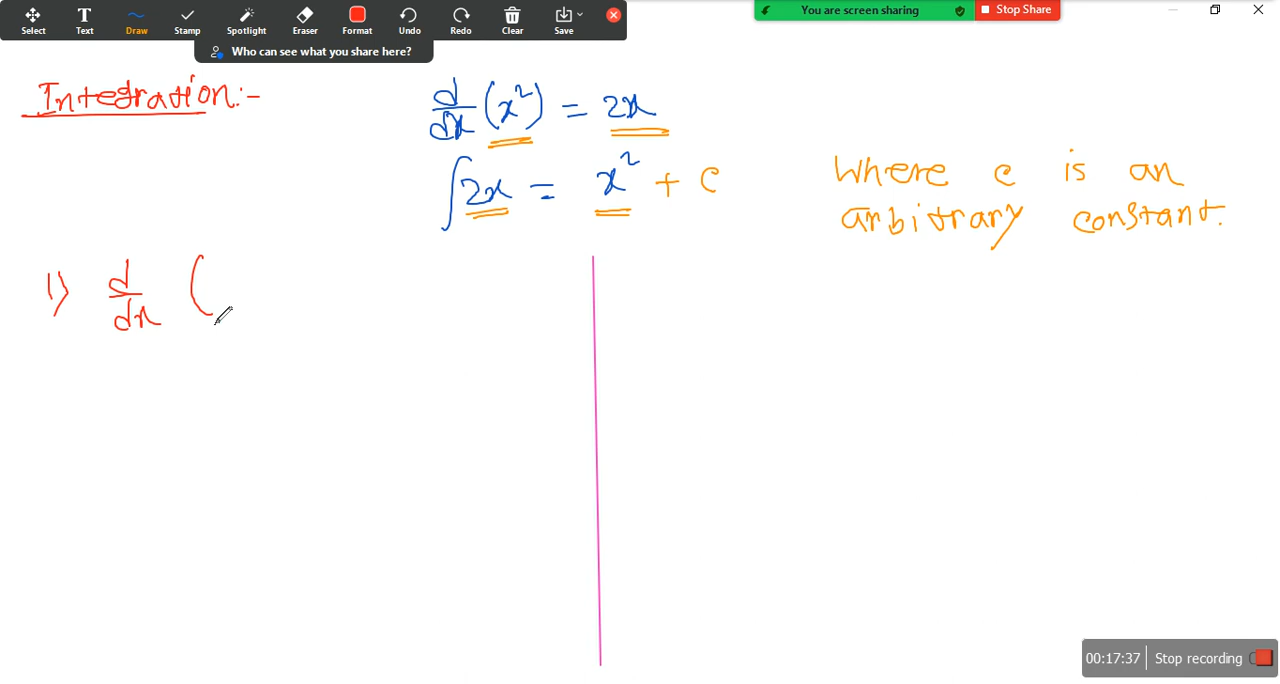 Select Text Draw Stamp Spotlight Eraser Format Undo Redo Clear Save
You are screen sharing Stop Share
Who can see what you share here?
Integration:-
d/dx (x²) = 2x
∫2x = x² + c
Where c is an
arbitrary constant.
1) d/dx (
00:17:37 Stop recording